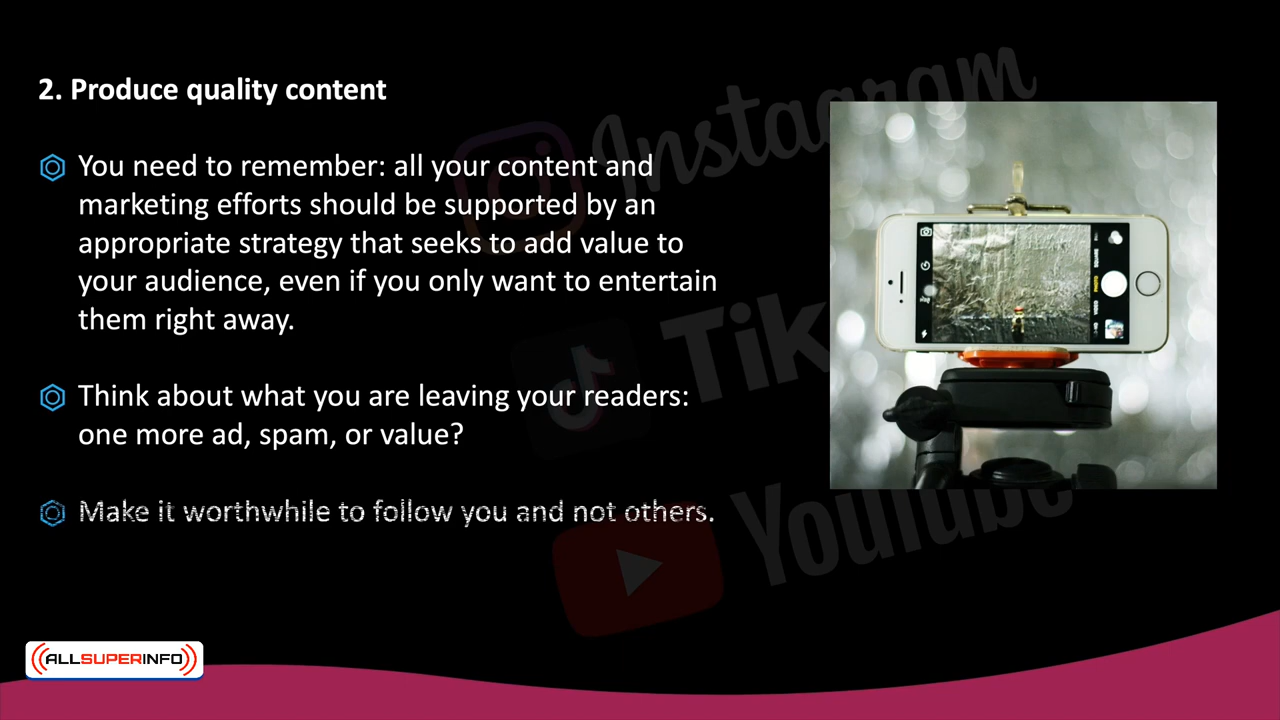 2. Produce quality content
You need to remember: all your content and
marketing efforts should be supported by an
appropriate strategy that seeks to add value to
your audience, even if you only want to entertain
them right away.
Think about what you are leaving your readers:
one more ad, spam, or value?
Make it worthwhile to follow you and not others.
Instagram
Tik
Youtube
SQUARE
PHOTO
VIDEO
ALLSUPERINFO